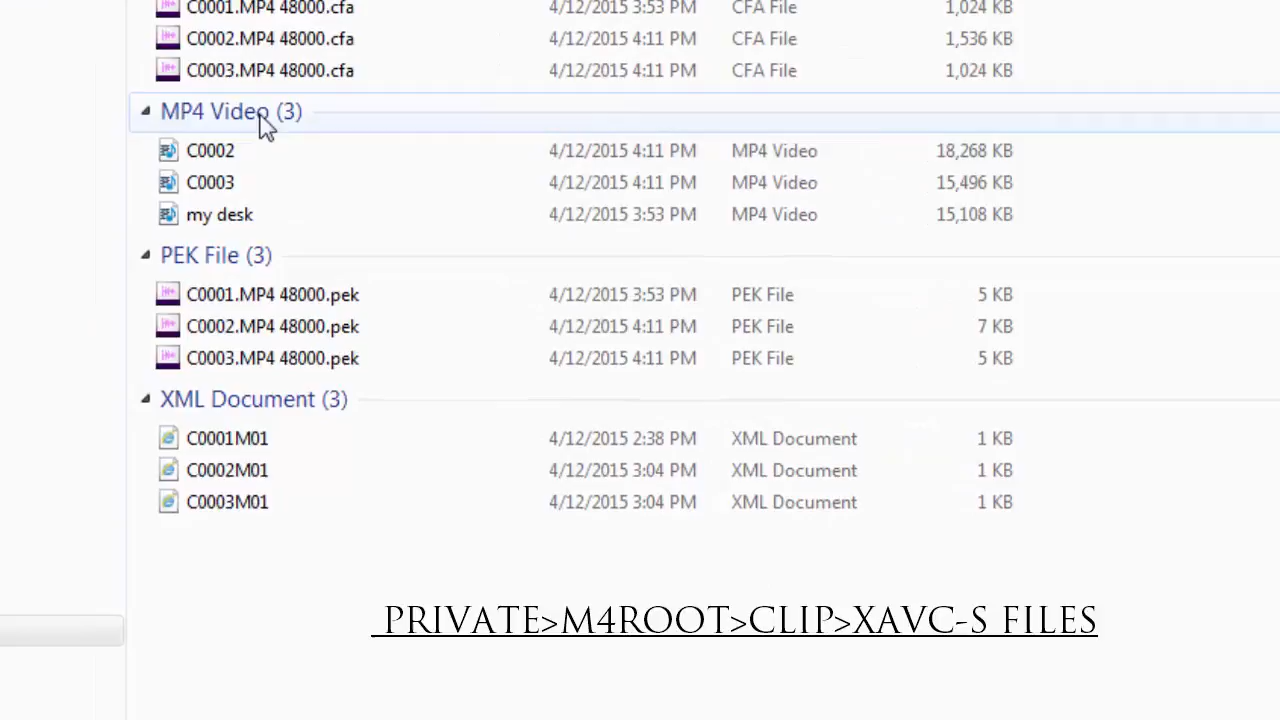 C0001.MP4 48000.cfa 4/12/2015 3:53 PM CFA File 1,024 KB
C0002.MP4 48000.cfa 4/12/2015 4:11 PM CFA File 1,536 KB
C0003.MP4 48000.cfa 4/12/2015 4:11 PM CFA File 1,024 KB
MP4 Video (3)
C0002 4/12/2015 4:11 PM MP4 Video 18,268 KB
C0003 4/12/2015 4:11 PM MP4 Video 15,496 KB
my desk 4/12/2015 3:53 PM MP4 Video 15,108 KB
PEK File (3)
C0001.MP4 48000.pek 4/12/2015 3:53 PM PEK File 5 KB
C0002.MP4 48000.pek 4/12/2015 4:11 PM PEK File 7 KB
C0003.MP4 48000.pek 4/12/2015 4:11 PM PEK File 5 KB
XML Document (3)
C0001M01 4/12/2015 2:38 PM XML Document 1 KB
C0002M01 4/12/2015 3:04 PM XML Document 1 KB
C0003M01 4/12/2015 3:04 PM XML Document 1 KB
PRIVATE>M4ROOT>CLIP>XAVC-S FILES